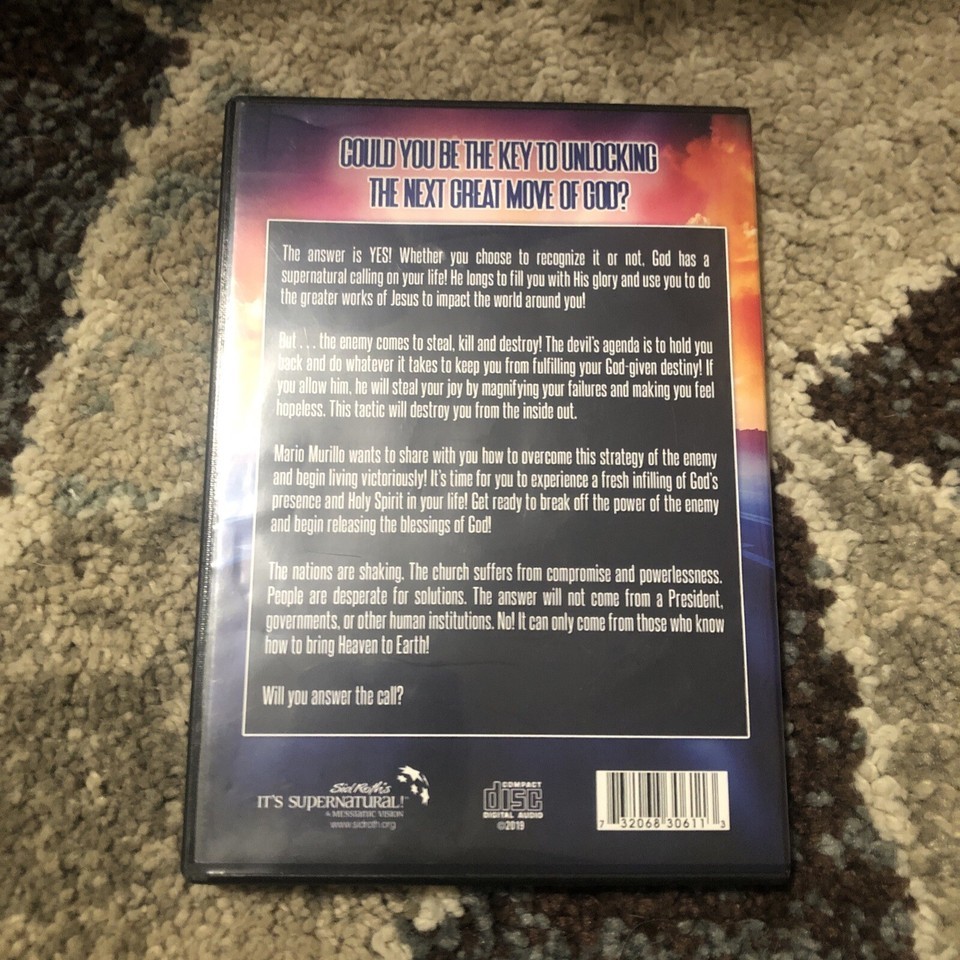 COULD YOU BE THE KEY TO UNLOCKING
THE NEXT GREAT MOVE OF GOD?
The answer is YES! Whether you choose to recognize it or not, God has a
supernatural calling on your life! He longs to fill you with His glory and use you to do
the greater works of Jesus to impact the world around you!
But . . . the enemy comes to steal, kill and destroy! The devil's agenda is to hold you
back and do whatever it takes to keep you from fulfilling your God-given destiny! If
you allow him, he will steal your joy by magnifying your failures and making you feel
hopeless. This tactic will destroy you from the inside out.
Mario Murillo wants to share with you how to overcome this strategy of the enemy
and begin living victoriously! It's time for you to experience a fresh infilling of God's
presence and Holy Spirit in your life! Get ready to break off the power of the enemy
and begin releasing the blessings of God!
The nations are shaking. The church suffers from compromise and powerlessness.
People are desperate for solutions. The answer will not come from a President,
governments, or other human institutions. No! It can only come from those who know
how to bring Heaven to Earth!
Will you answer the call?
Sid Roth's
IT'S SUPERNATURAL!™
& MESSIANIC VISION
www.sidroth.org
COMPACT
disc
DIGITAL AUDIO
©2019
7 32068 30611 3